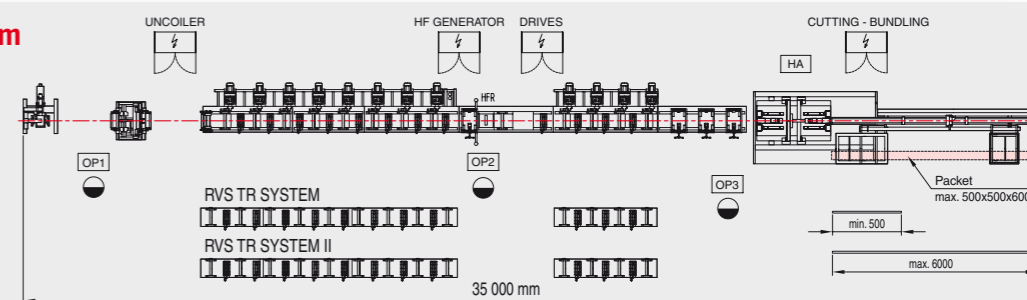 m
UNCOILER
HF GENERATOR
DRIVES
CUTTING - BUNDLING
HA
HFR
OP1
OP2
OP3
Packet
max. 500x500x600
RVS TR SYSTEM
min. 500
RVS TR SYSTEM II
max. 6000
35 000 mm